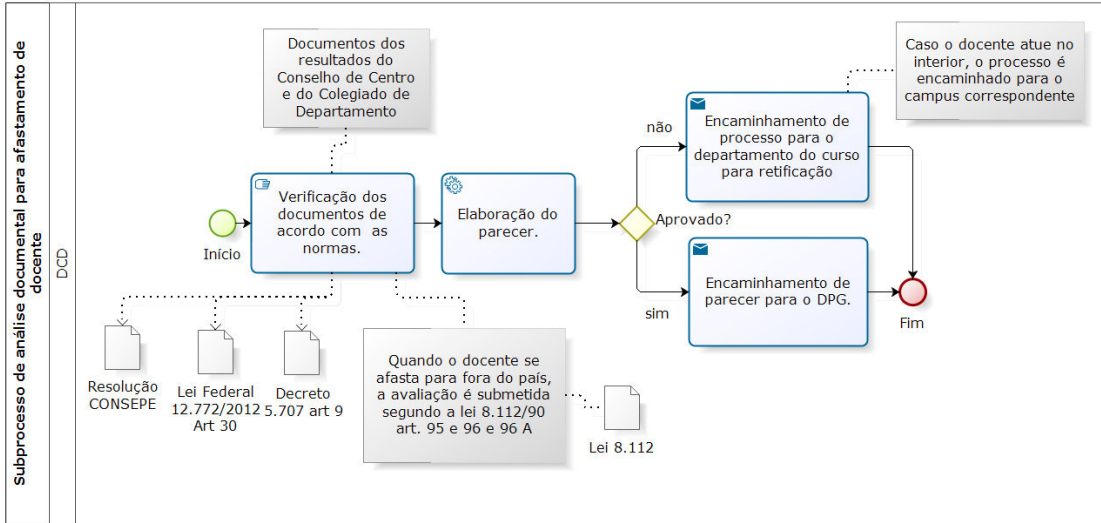 Subprocesso de análise documental para afastamento de
docente
DCD
Documentos dos
resultados do
Conselho de Centro
e do Colegiado de
Departamento
Caso o docente atue no
interior, o processo é
encaminhado para o
campus correspondente
não
Encaminhamento de
processo para o
departamento do curso
para retificação
Início
Verificação dos
documentos de
acordo com as
normas.
Elaboração do
parecer.
Aprovado?
sim
Encaminhamento de
parecer para o DPG.
Fim
Resolução
CONSEPE
Lei Federal
12.772/2012
Art 30
Decreto
5.707 art 9
Quando o docente se
afasta para fora do país,
a avaliação é submetida
segundo a lei 8.112/90
art. 95 e 96 e 96 A
Lei 8.112